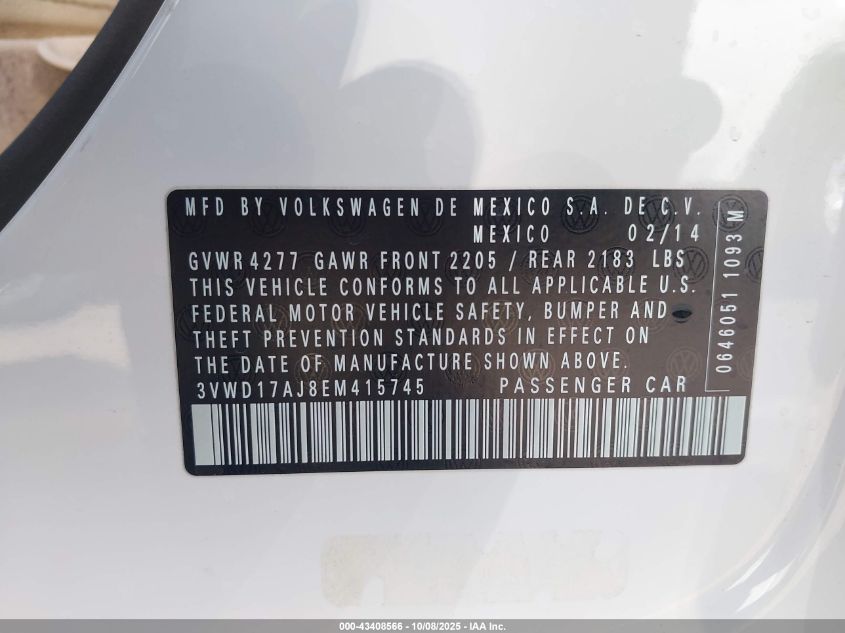 MFD BY VOLKSWAGEN DE MEXICO S.A. DE C.V.
MEXICO 02/14
GVWR 4277 GAWR FRONT 2205 / REAR 2183 LBS
THIS VEHICLE CONFORMS TO ALL APPLICABLE U.S.
FEDERAL MOTOR VEHICLE SAFETY, BUMPER AND
THEFT PREVENTION STANDARDS IN EFFECT ON
THE DATE OF MANUFACTURE SHOWN ABOVE.
3VWD17AJ8EM415745 PASSENGER CAR
0646051 1093 M
000-43408566 - 10/08/2025 - IAA Inc.